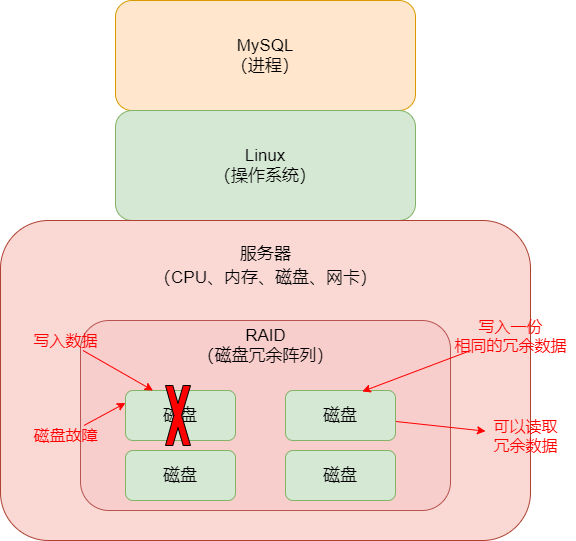 MySQL
（进程）
Linux
（操作系统）
服务器
（CPU、内存、磁盘、网卡）
RAID
（磁盘冗余阵列）
写入数据
写入一份
相同的冗余数据
磁盘故障
磁盘
磁盘
可以读取
冗余数据
磁盘
磁盘